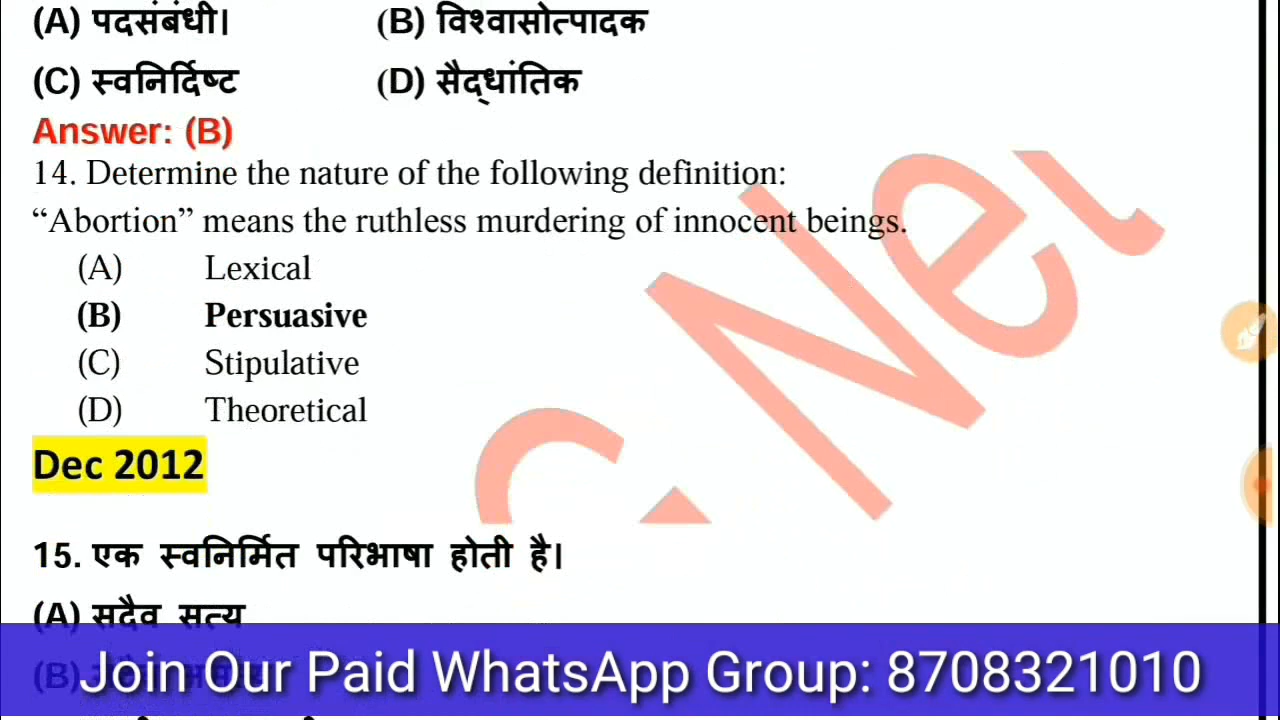 (A) पदसंबंधी। (B) विश्वासोत्पादक
(C) स्वनिर्दिष्ट (D) सैद्धांतिक
Answer: (B)
14. Determine the nature of the following definition:
“Abortion” means the ruthless murdering of innocent beings.
(A) Lexical
(B) Persuasive
(C) Stipulative
(D) Theoretical
Dec 2012
15. एक स्वनिर्मित परिभाषा होती है।
(A) सदैव सत्य
(B)
Join Our Paid WhatsApp Group: 8708321010